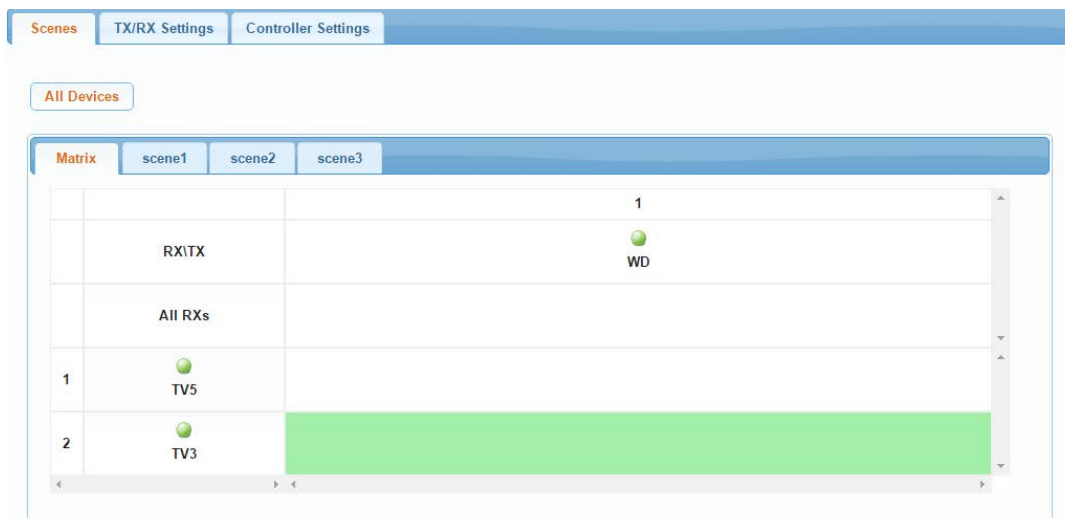 Scenes TX/RX Settings Controller Settings
All Devices
Matrix scene1 scene2 scene3
1
RX\TX WD
All RXs
1 TV5
2 TV3